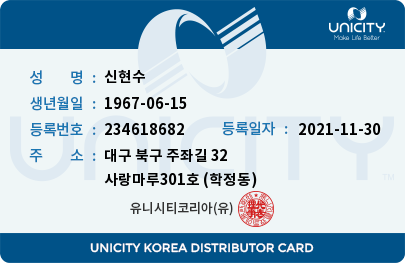 UNICITY
Make Life Better
성 명 : 신현수
생년월일 : 1967-06-15
등록번호 : 234618682 등록일자 : 2021-11-30
주 소 : 대구 북구 주좌길 32
사랑마루301호 (학정동)
UNICITY
유니시티코리아(유)
UNICITY KOREA DISTRIBUTOR CARD